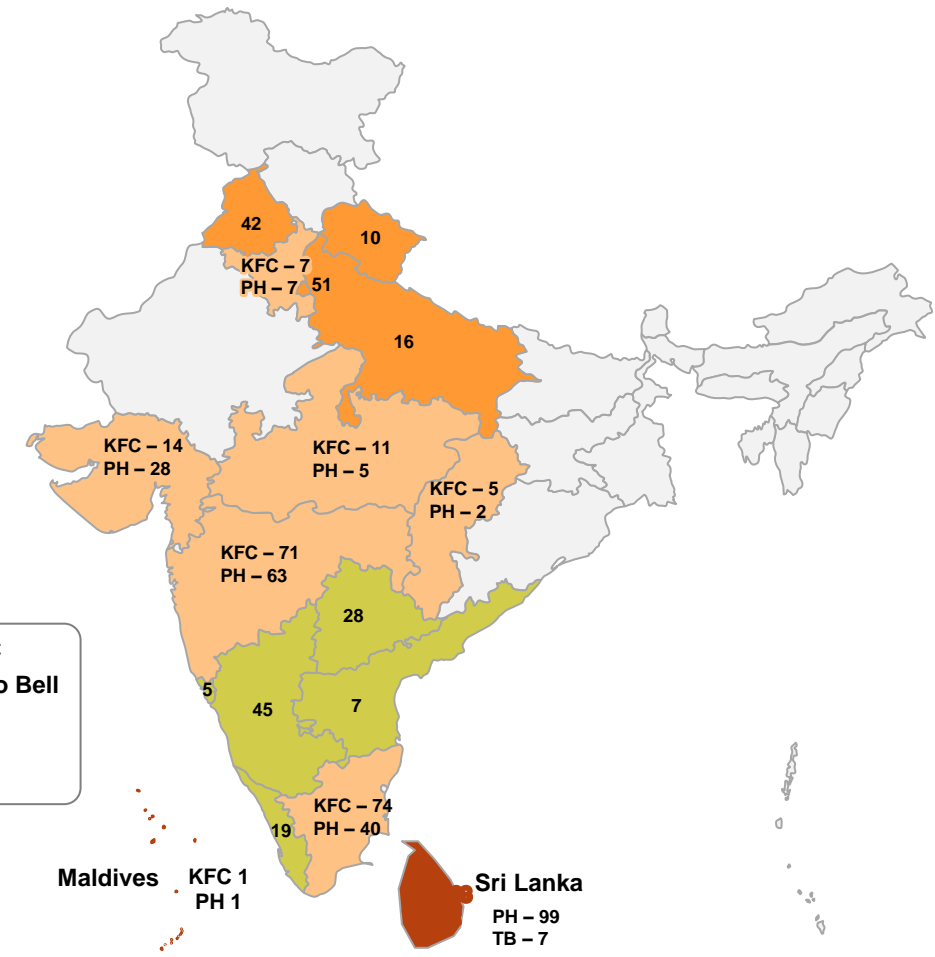 42
10
KFC – 7
PH – 7
51
16
KFC – 14
PH – 28
KFC – 11
PH – 5
KFC – 5
PH – 2
KFC – 71
PH – 63
28
Bell
5
45
7
KFC – 74
PH – 40
19
Maldives
KFC 1
PH 1
Sri Lanka
PH – 99
TB – 7